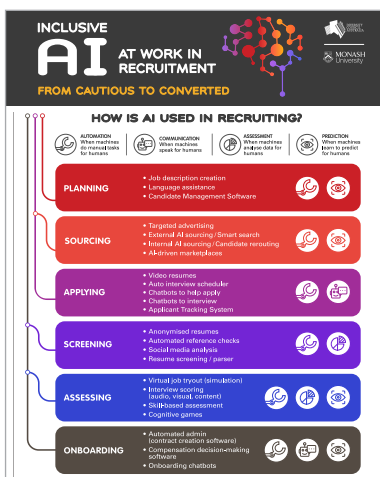 INCLUSIVE
AI AT WORK IN
RECRUITMENT
FROM CAUTIOUS TO CONVERTED
MONASH
University
HOW IS AI USED IN RECRUITING?
AUTOMATION
When machines
do manual tasks
for humans
COMMUNICATION
When machines
speak for humans
ASSESSMENT
When machines
analyse data for
humans
PREDICTION
When machines
learn to predict
for humans
PLANNING
• Job description creation
• Language assistance
• Candidate Management Software
SOURCING
• Targeted advertising
• External AI sourcing/Smart search
• Internal AI sourcing/Candidate rerouting
• AI-driven marketplaces
APPLYING
• Video resumes
• Auto interview scheduler
• Chatbots to help apply
• Chatbots to interview
• Applicant Tracking System
SCREENING
• Anonymised resumes
• Automated reference checks
• Social media analysis
• Resume screening / parser
ASSESSING
• Virtual job tryout (simulation)
• Interview scoring
(audio, visual, content)
• Skill-based assessment
• Cognitive games
ONBOARDING
• Automated admin
(contract creation software)
• Compensation decision-making
software
• Onboarding chatbots